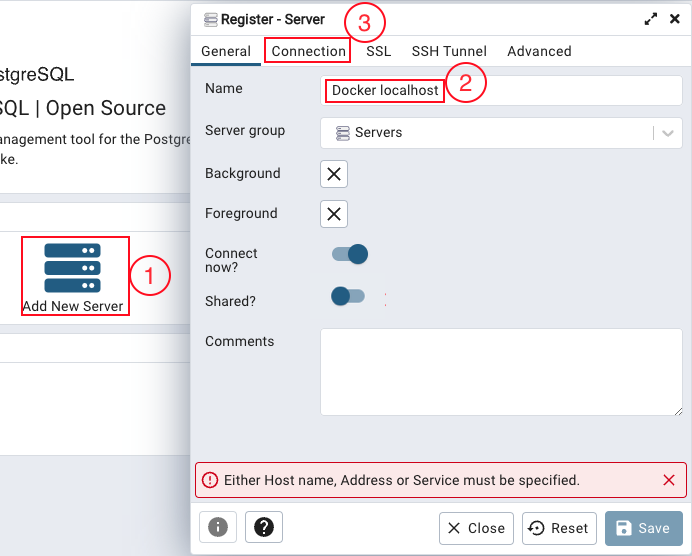 ostgreSQL
SQL | Open Source
anagement tool for the Postgre
ke.
Add New Server
1
Register - Server
3
General Connection SSL SSH Tunnel Advanced
Name Docker localhost
2
Server group Servers
Background
Foreground
Connect
now?
Shared?
Comments
Either Host name, Address or Service must be specified.
Close Reset Save